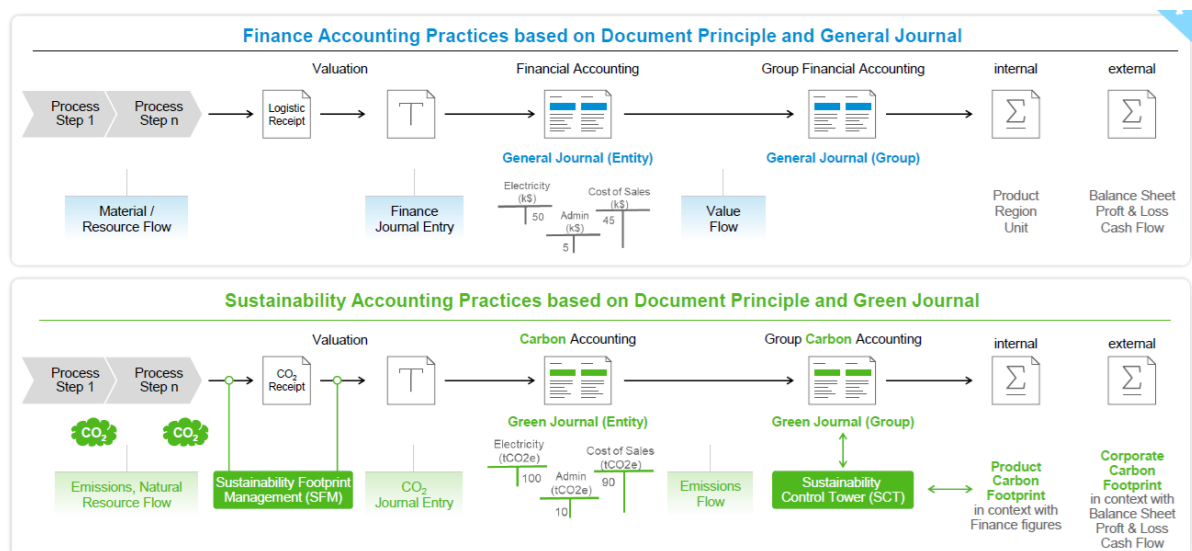 Finance Accounting Practices based on Document Principle and General Journal
Valuation
Financial Accounting
Group Financial Accounting
internal
external
Process
Step 1
Process
Step n
Logistic
Receipt
T
Σ
Σ
General Journal (Entity)
General Journal (Group)
Material /
Resource Flow
Finance
Journal Entry
Electricity
(k$)
50
Admin
(k$)
5
Cost of Sales
(k$)
45
Value
Flow
Product
Region
Unit
Balance Sheet
Proft & Loss
Cash Flow
Sustainability Accounting Practices based on Document Principle and Green Journal
Valuation
Carbon Accounting
Group Carbon Accounting
internal
external
Process
Step 1
Process
Step n
CO₂
Receipt
T
Σ
Σ
CO₂
CO₂
Green Journal (Entity)
Green Journal (Group)
Emissions, Natural
Resource Flow
Sustainability Footprint
Management (SFM)
CO₂
Journal Entry
Electricity
(tCO2e)
100
Admin
(tCO2e)
10
Cost of Sales
(tCO2e)
90
Emissions
Flow
Sustainability
Control Tower (SCT)
Product
Carbon
Footprint
in context with
Finance figures
Corporate
Carbon
Footprint
in context with
Balance Sheet
Proft & Loss
Cash Flow